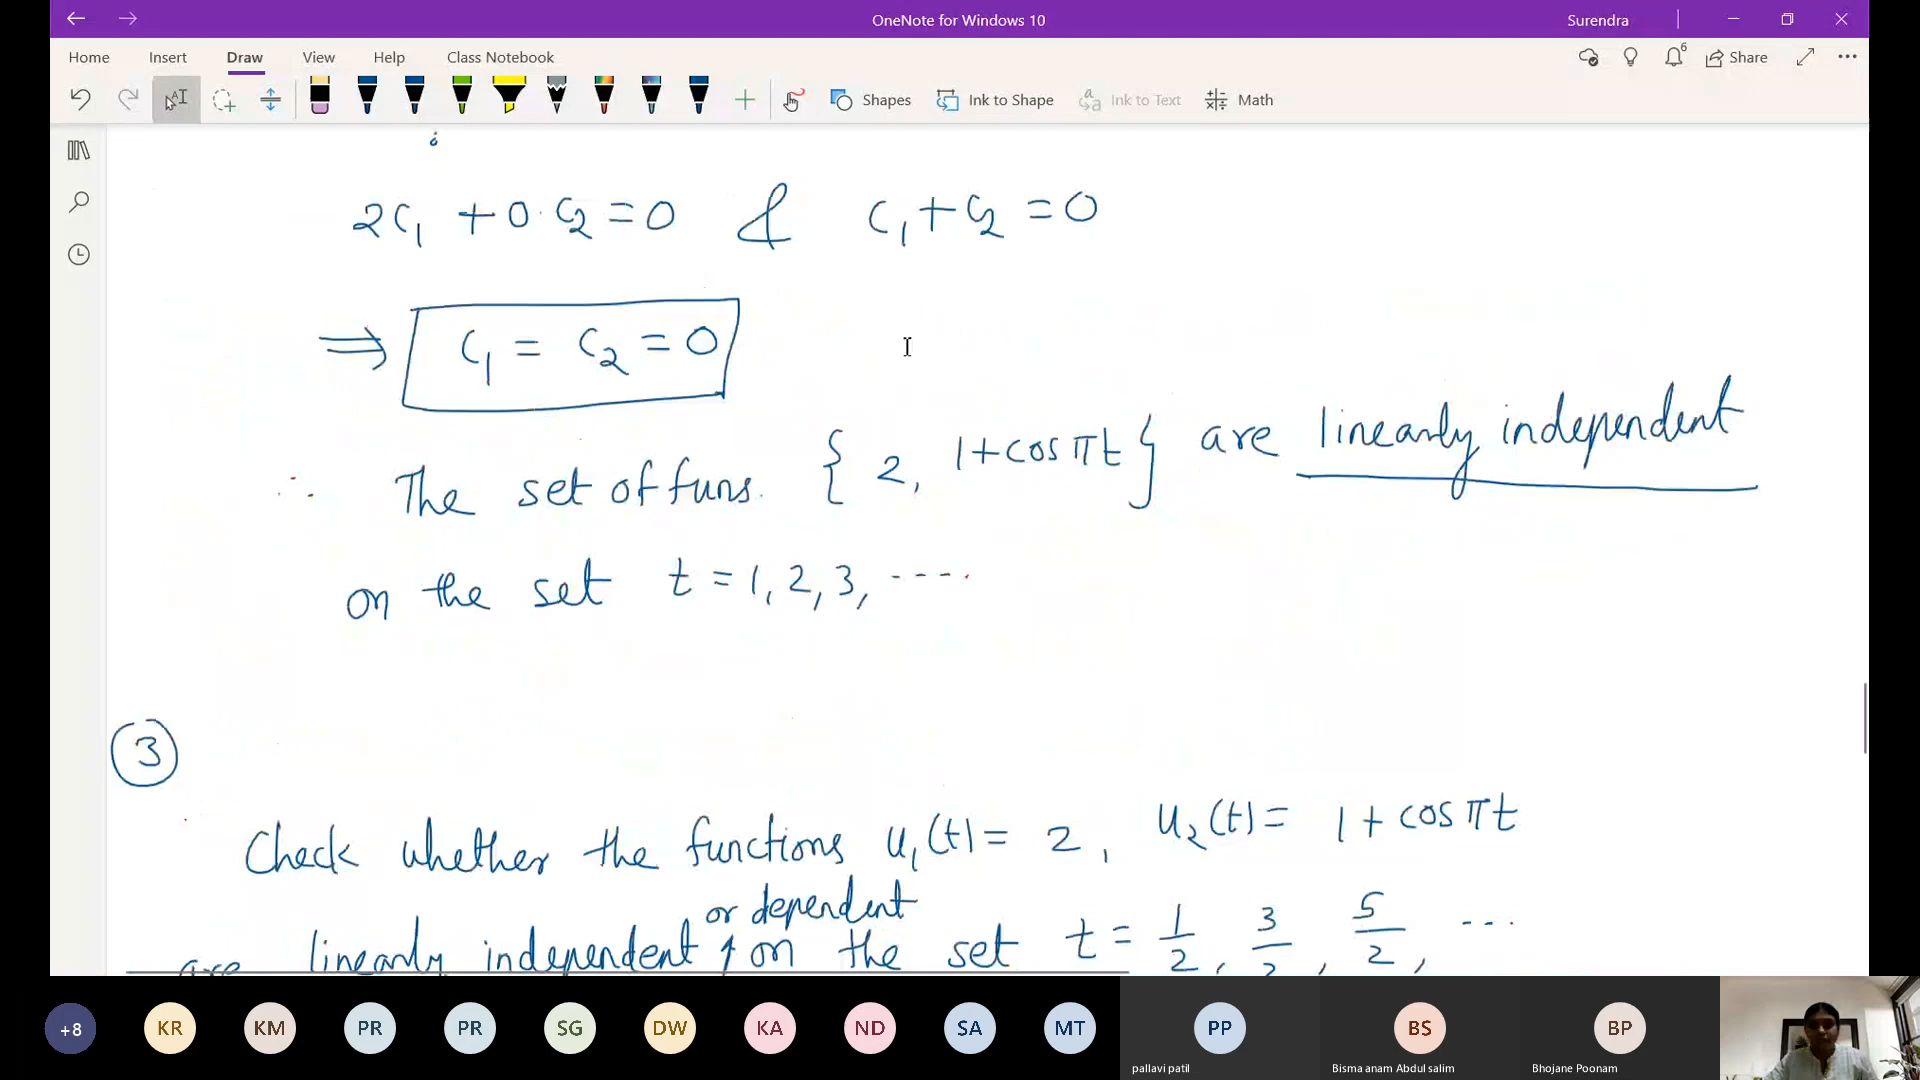 OneNote for Windows 10
Surendra
Home Insert Draw View Help Class Notebook
Share
Shapes Ink to Shape Ink to Text Math
2C₁ + 0·C₂ = 0 & C₁ + C₂ = 0
⇒ C₁ = C₂ = 0
∴ The set of funs. { 2, 1+cos πt } are linearly independent
on the set t = 1, 2, 3, ----
3
Check whether the functions u₁(t) = 2, u₂(t) = 1 + cos πt
or dependent
are linearly independent on the set t = 1/2, 3/2, 5/2, ...
+8 KR KM PR PR SG DW KA ND SA MT PP BS BP
pallavi patil Bisma anam Abdul salim Bhojane Poonam